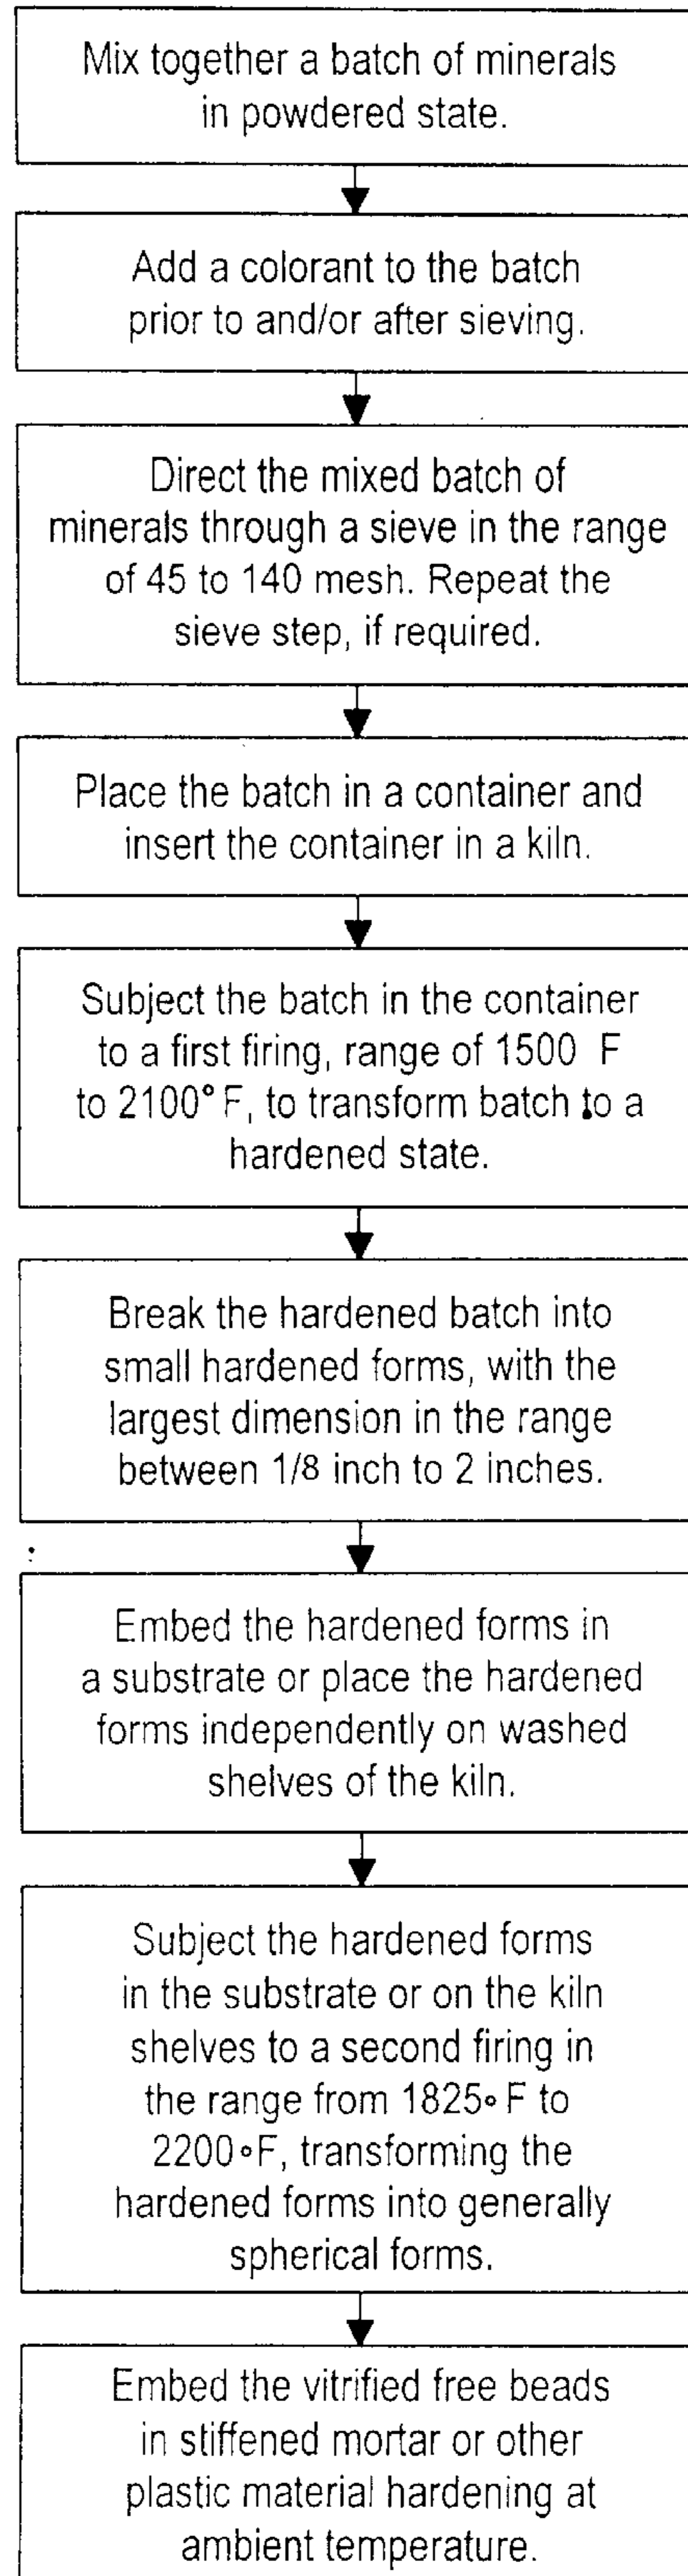 Mix together a batch of minerals
in powdered state.
Add a colorant to the batch
prior to and/or after sieving.
Direct the mixed batch of
minerals through a sieve in the range
of 45 to 140 mesh. Repeat the
sieve step, if required.
Place the batch in a container and
insert the container in a kiln.
Subject the batch in the container
to a first firing, range of 1500 F
to 2100° F, to transform batch to a
hardened state.
Break the hardened batch into
small hardened forms, with the
largest dimension in the range
between 1/8 inch to 2 inches.
Embed the hardened forms in
a substrate or place the hardened
forms independently on washed
shelves of the kiln.
Subject the hardened forms
in the substrate or on the kiln
shelves to a second firing in
the range from 1825° F to
2200°F, transforming the
hardened forms into generally
spherical forms.
Embed the vitrified free beads
in stiffened mortar or other
plastic material hardening at
ambient temperature.